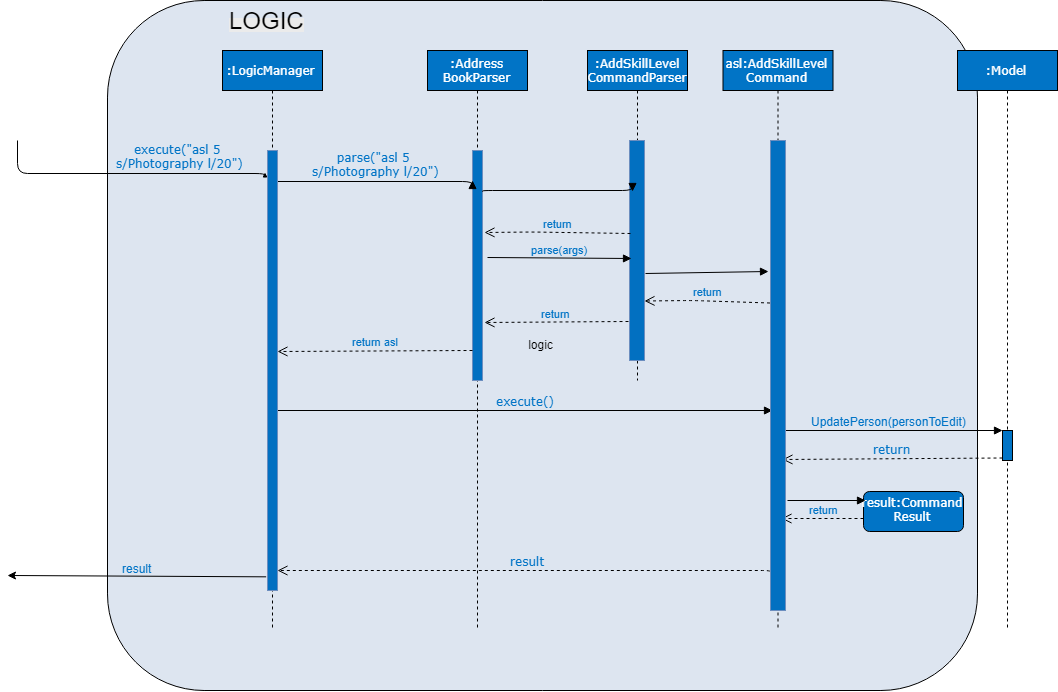 LOGIC
:LogicManager
:Address
BookParser
:AddSkillLevel
CommandParser
asl:AddSkillLevel
Command
:Model
execute("asl 5
s/Photography l/20")
parse("asl 5
s/Photography l/20")
return
parse(args)
return
return
return asl
logic
execute()
UpdatePerson(personToEdit)
return
result:Command
Result
return
result
result